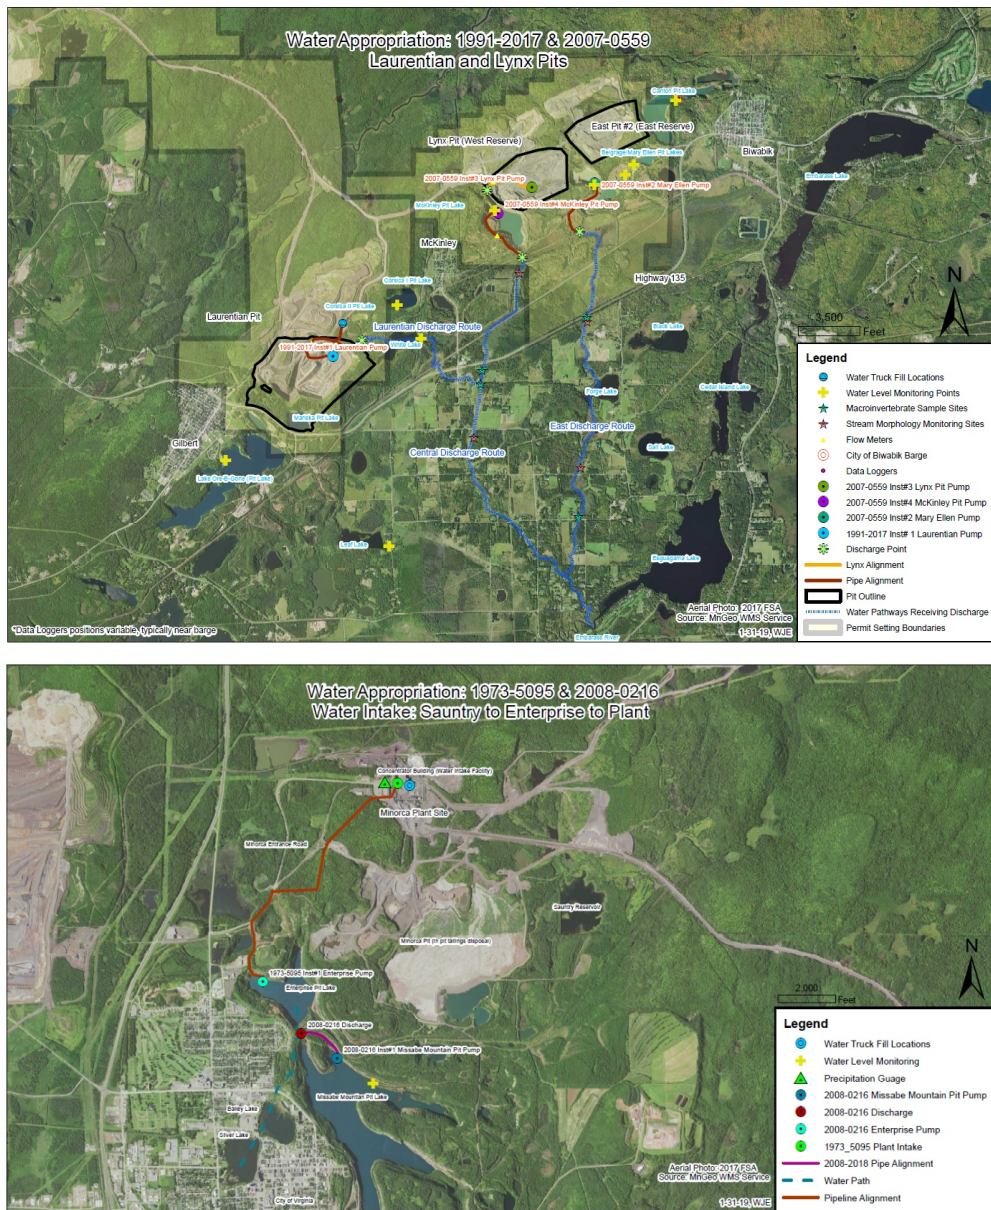 Water Appropriation: 1991-2017 & 2007-0559
Laurentian and Lynx Pits
Canton Pit Lake
East Pit #2 (East Reserve)
Lynx Pit (West Reserve)
Biwabik
Belgrade/Mary Ellen Pit Lakes
Embarass Lake
2007-0559 Inst#3 Lynx Pit Pump
2007-0559 Inst#2 Mary Ellen Pump
McKinley Pit Lake
2007-0559 Inst#4 McKinley Pit Pump
McKinley
Highway 135
Corsica I Pit Lake
Corsica II Pit Lake
Laurentian Pit
Laurentian Discharge Route
White Lake
1991-2017 Inst#1 Laurentian Pump
Black Lake
N
3,500
Feet
Forge Lake
Cedar Island Lake
Mariska Pit Lake
Gilbert
East Discharge Route
Central Discharge Route
Lake Ore-B-Gone (Pit Lake)
Leaf Lake
Embarass River
Aerial Photo: 2017 FSA
Source: MnGeo WMS Service
1-31-19, WJE
*Data Loggers positions variable, typically near barge
Legend
Water Truck Fill Locations
Water Level Monitoring Points
Macroinvertebrate Sample Sites
Stream Morphology Monitoring Sites
Flow Meters
City of Biwabik Barge
Data Loggers
2007-0559 Inst#3 Lynx Pit Pump
2007-0559 Inst#4 McKinley Pit Pump
2007-0559 Inst#2 Mary Ellen Pump
1991-2017 Inst# 1 Laurentian Pump
Discharge Point
Lynx Alignment
Pipe Alignment
Pit Outline
Water Pathways Receiving Discharge
Permit Setting Boundaries
Water Appropriation: 1973-5095 & 2008-0216
Water Intake: Sauntry to Enterprise to Plant
Concentrator Building (Water Intake Facility)
Minorca Plant Site
Minorca Entrance Road
Sauntry Reservoir
Minorca Pit (in pit tailings disposal)
1973-5095 Inst#1 Enterprise Pump
Enterprise Pit Lake
2008-0216 Discharge
2008-0216 Inst#1 Missabe Mountain Pit Pump
Missabe Mountain Pit Lake
Bailey Lake
Silver Lake
City of Virginia
N
2,000
Feet
Aerial Photo: 2017 FSA
Source: MnGeo WMS Service
1-31-19, WJE
Legend
Water Truck Fill Locations
Water Level Monitoring
Precipitation Guage
2008-0216 Missabe Mountain Pit Pump
2008-0216 Discharge
2008-0216 Enterprise Pump
1973_5095 Plant Intake
2008-2018 Pipe Alignment
Water Path
Pipeline Alignment